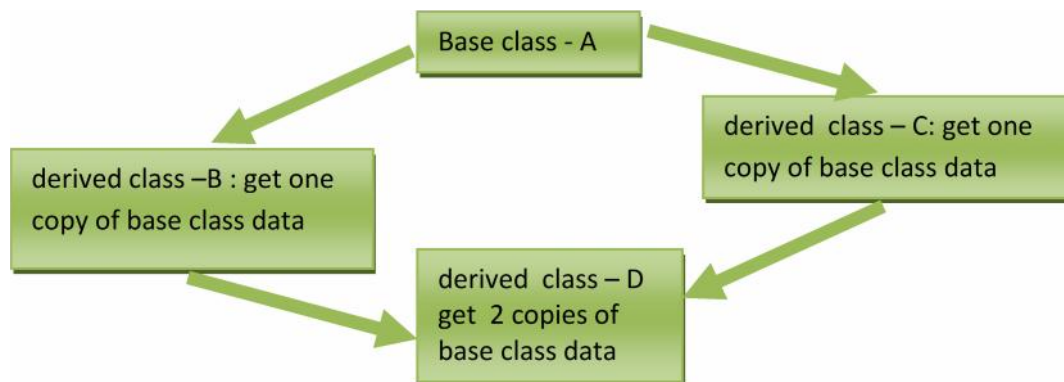 Base class - A
derived class –B : get one
copy of base class data
derived class – C: get one
copy of base class data
derived class – D
get 2 copies of
base class data